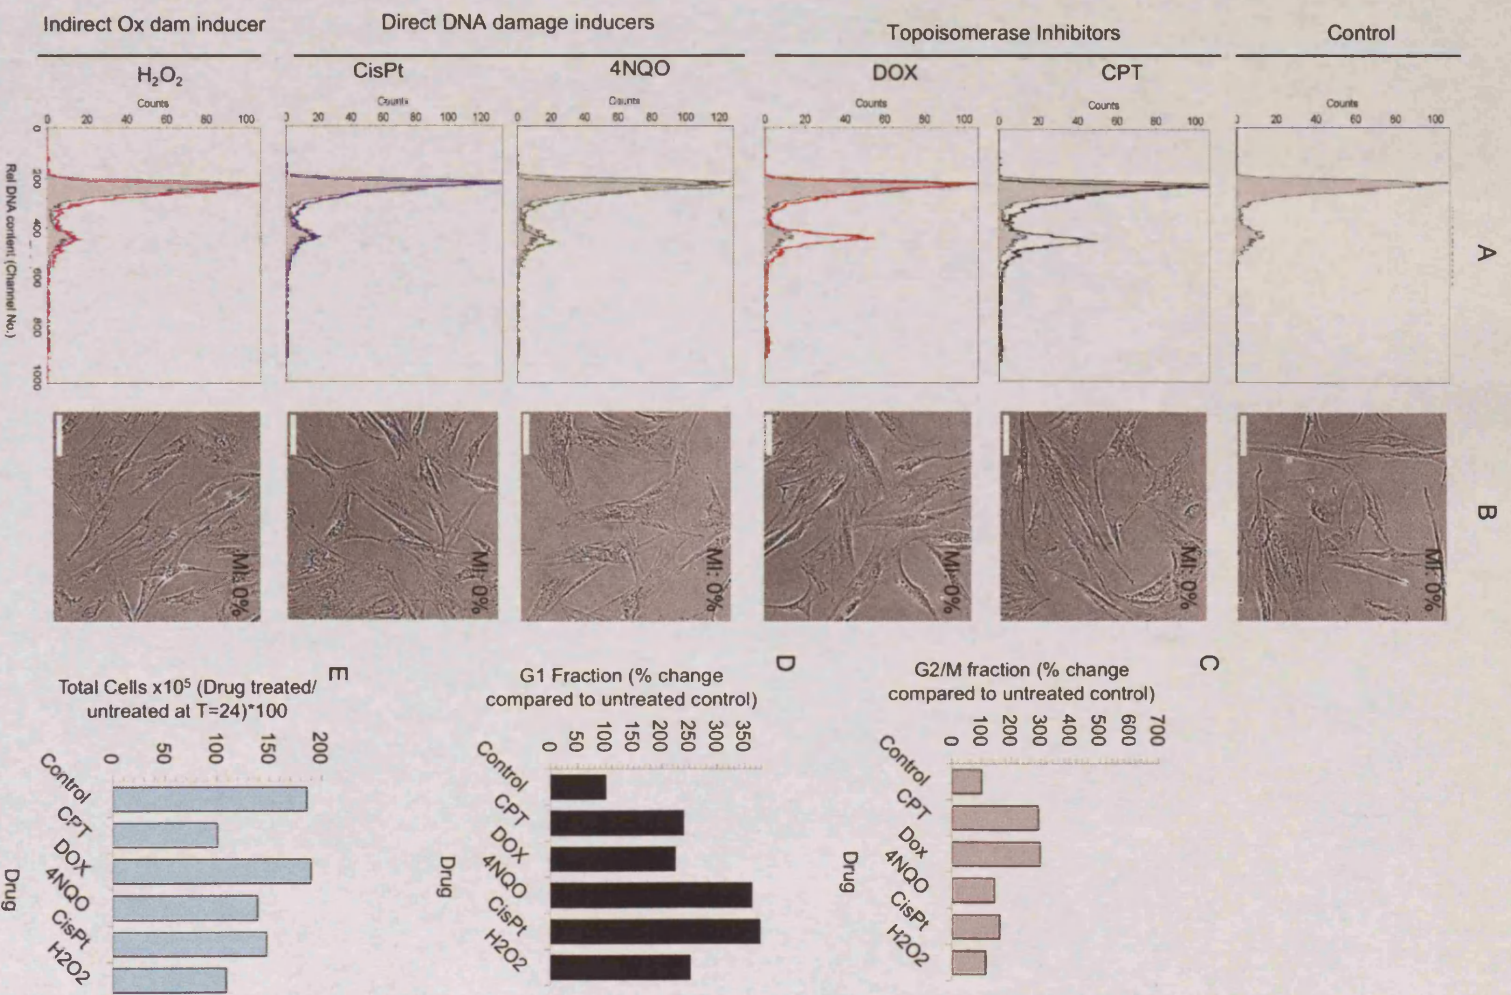 Indirect Ox dam inducer
Direct DNA damage inducers
Topoisomerase Inhibitors
Control
H₂O₂
CisPt
4NQO
DOX
CPT
Counts
Counts
Counts
Counts
Counts
Counts
0 20 40 60 80 100
0 20 40 60 80 100 120
0 20 40 60 80 100 120
0 20 40 60 80 100
0 20 40 60 80 100
0 20 40 60 80 100
0 200 400 600 800 1000
Rel DNA content (Channel No.)
A
MI: 0%
MI: 0%
MI: 0%
MI: 0%
MI: 0%
MI: 0%
B
C
G2/M fraction (% change
compared to untreated control)
0 100 200 300 400 500 600 700
Control
CPT
Dox
4NQO
CisPt
H2O2
Drug
D
G1 Fraction (% change
compared to untreated control)
0 50 100 150 200 250 300 350
Control
CPT
DOX
4NQO
CisPt
H2O2
Drug
E
Total Cells x10⁵ (Drug treated/
untreated at T=24)*100
0 50 100 150 200
Control
CPT
DOX
4NQO
CisPt
H2O2
Drug